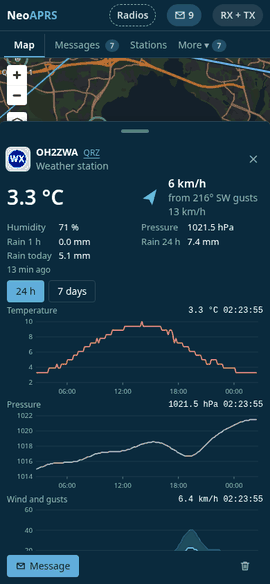 NeoAPRS
Radios
9
RX + TX
Map
Messages 7
Stations
More ▾ 7
+
−
WX
OH2ZWA QRZ
Weather station
×
3.3 °C
6 km/h
from 216° SW gusts
13 km/h
Humidity 71 % Pressure 1021.5 hPa
Rain 1 h 0.0 mm Rain 24 h 7.4 mm
Rain today 5.1 mm
13 min ago
24 h
7 days
Temperature 3.3 °C 02:23:55
10
8
6
4
2
06:00 12:00 18:00 00:00
Pressure 1021.5 hPa 02:23:55
1022
1020
1018
1016
1014
06:00 12:00 18:00 00:00
Wind and gusts 6.4 km/h 02:23:55
60
40
20
Message